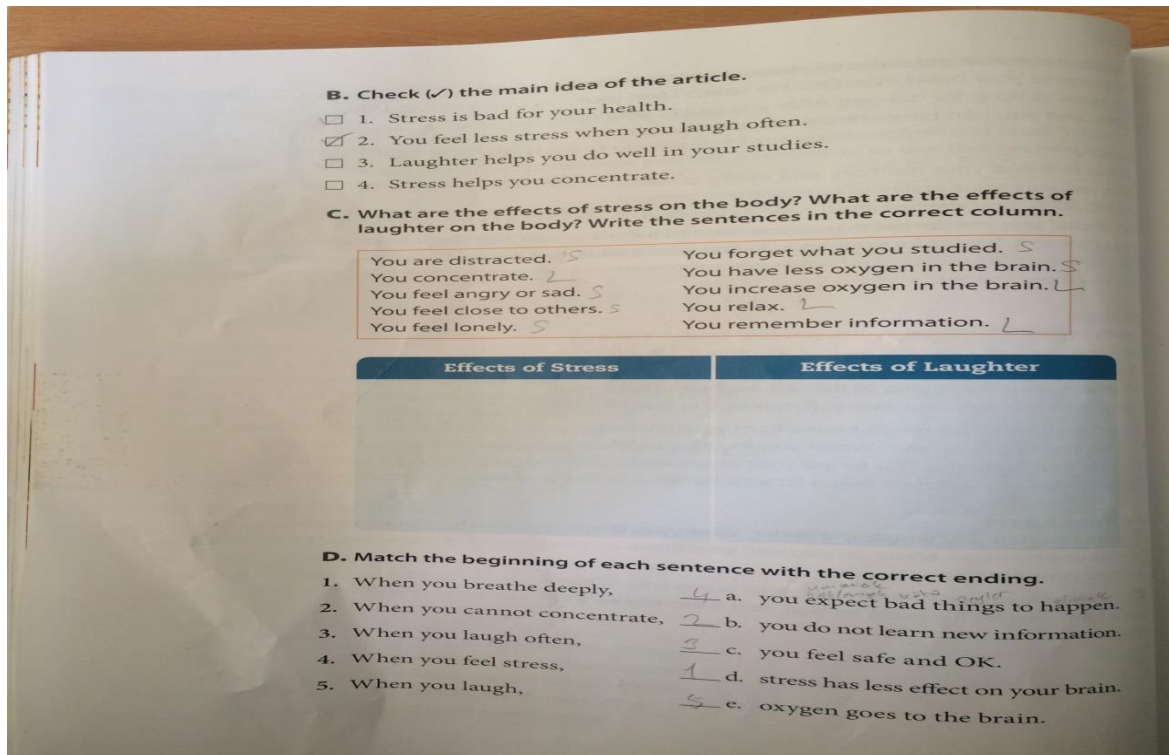 B. Check (✓) the main idea of the article.
1. Stress is bad for your health.
✓ 2. You feel less stress when you laugh often.
3. Laughter helps you do well in your studies.
4. Stress helps you concentrate.
C. What are the effects of stress on the body? What are the effects of
laughter on the body? Write the sentences in the correct column.
You are distracted. S
You concentrate. L
You feel angry or sad. S
You feel close to others. S
You feel lonely. S
You forget what you studied. S
You have less oxygen in the brain. S
You increase oxygen in the brain. L
You relax. L
You remember information. L
Effects of Stress
Effects of Laughter
D. Match the beginning of each sentence with the correct ending.
1. When you breathe deeply,
2. When you cannot concentrate,
3. When you laugh often,
4. When you feel stress,
5. When you laugh,
4 a. you expect bad things to happen.
2 b. you do not learn new information.
3 c. you feel safe and OK.
1 d. stress has less effect on your brain.
5 e. oxygen goes to the brain.